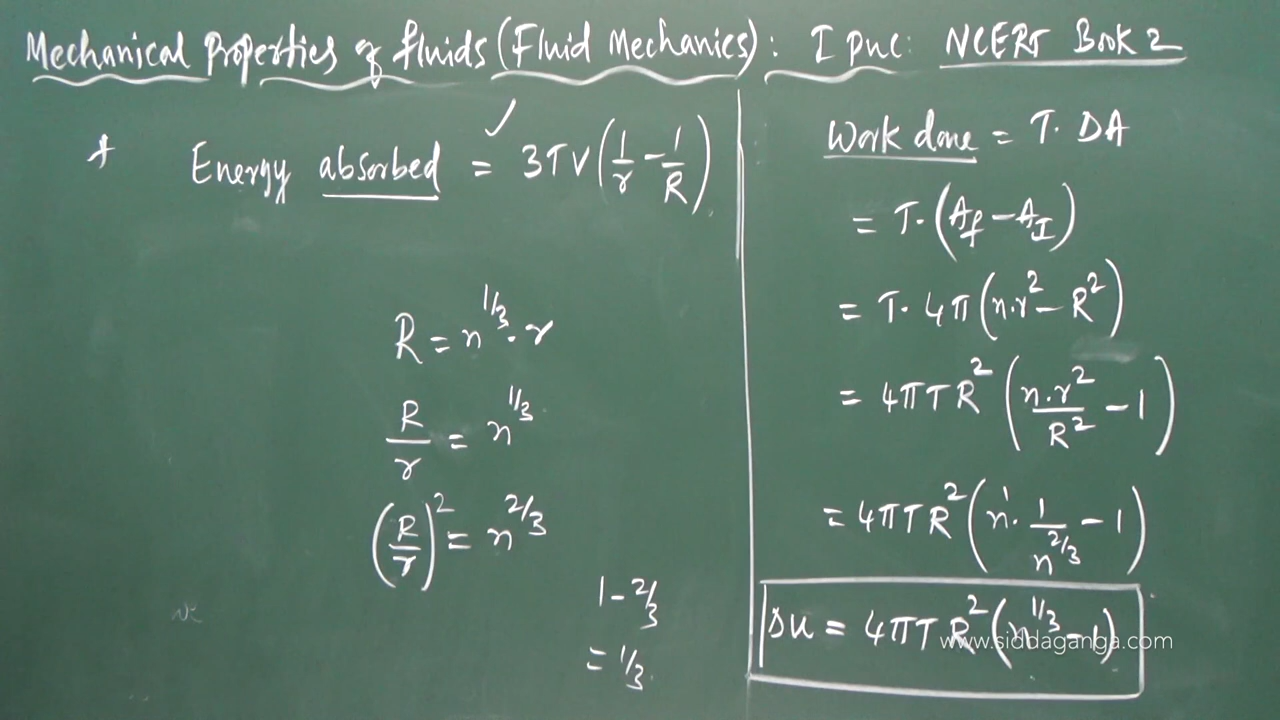 Mechanical Properties of fluids (Fluid Mechanics) : I puc : NCERT Book 2
+ Energy absorbed = 3TV(1/r − 1/R)
R = n^1/3 · r
R/r = n^1/3
(R/r)^2 = n^2/3
1 − 2/3
= 1/3
Work done = T· DA
= T· (Af − AI)
= T· 4π(n·r^2 − R^2)
= 4πTR^2 (n·r^2/R^2 − 1)
= 4πTR^2 (n^1 · 1/n^2/3 − 1)
DU = 4πTR^2 (n^1/3 − 1)
www.siddaganga.com